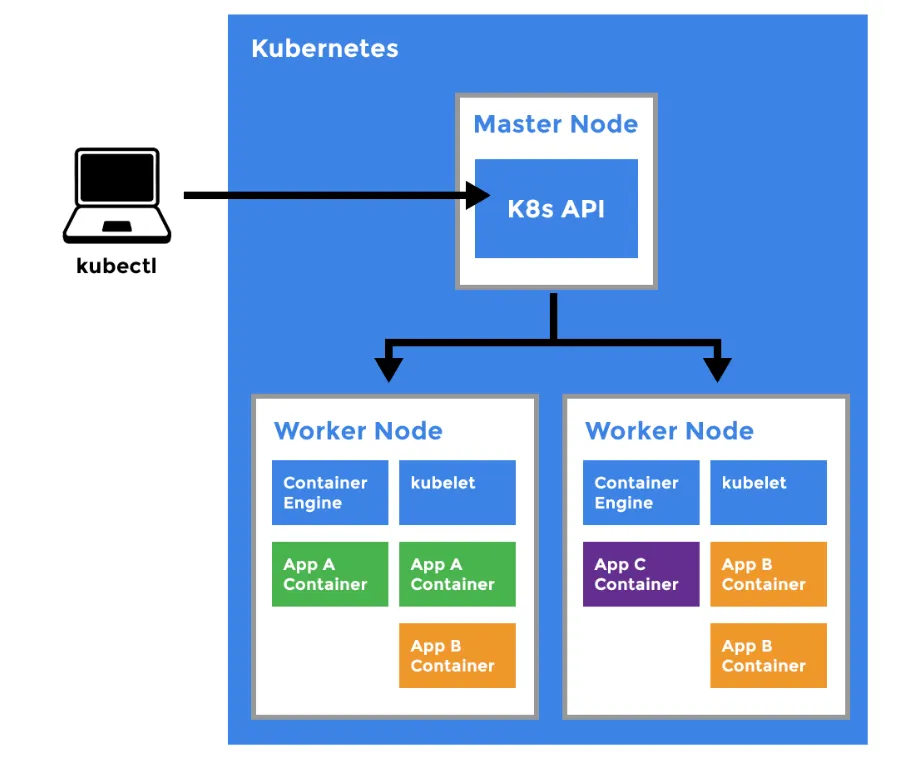 Kubernetes
Master Node
K8s API
kubectl
Worker Node
Container
Engine
kubelet
App A
Container
App A
Container
App B
Container
Worker Node
Container
Engine
kubelet
App C
Container
App B
Container
App B
Container